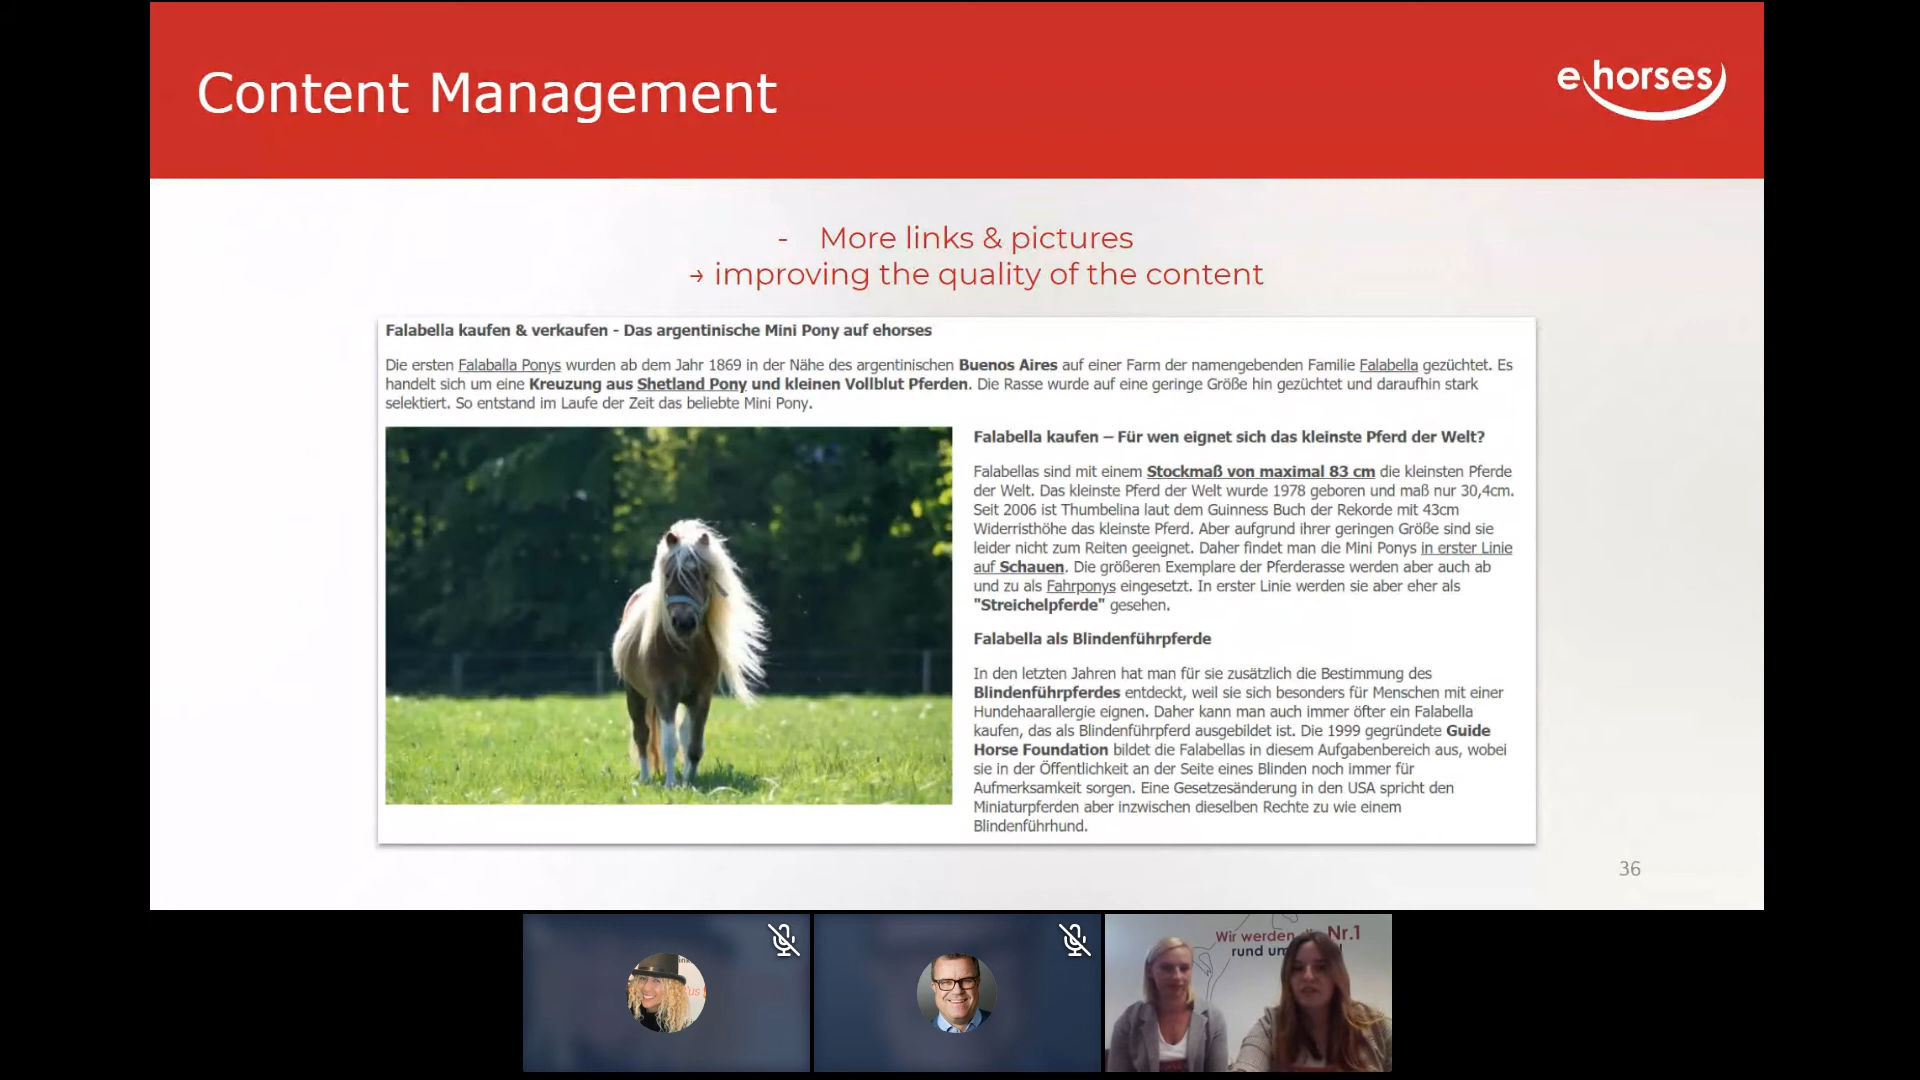 Content Management
ehorses
- More links & pictures
→ improving the quality of the content
Falabella kaufen & verkaufen - Das argentinische Mini Pony auf ehorses
Die ersten Falaballa Ponys wurden ab dem Jahr 1869 in der Nähe des argentinischen Buenos Aires auf einer Farm der namengebenden Familie Falabella gezüchtet. Es
handelt sich um eine Kreuzung aus Shetland Pony und kleinen Vollblut Pferden. Die Rasse wurde auf eine geringe Größe hin gezüchtet und daraufhin stark
selektiert. So entstand im Laufe der Zeit das beliebte Mini Pony.
Falabella kaufen – Für wen eignet sich das kleinste Pferd der Welt?
Falabellas sind mit einem Stockmaß von maximal 83 cm die kleinsten Pferde
der Welt. Das kleinste Pferd der Welt wurde 1978 geboren und maß nur 30,4cm.
Seit 2006 ist Thumbelina laut dem Guinness Buch der Rekorde mit 43cm
Widerristhöhe das kleinste Pferd. Aber aufgrund ihrer geringen Größe sind sie
leider nicht zum Reiten geeignet. Daher findet man die Mini Ponys in erster Linie
auf Schauen. Die größeren Exemplare der Pferderasse werden aber auch ab
und zu als Fahrponys eingesetzt. In erster Linie werden sie aber eher als
"Streichelpferde" gesehen.
Falabella als Blindenführpferde
In den letzten Jahren hat man für sie zusätzlich die Bestimmung des
Blindenführpferdes entdeckt, weil sie sich besonders für Menschen mit einer
Hundehaarallergie eignen. Daher kann man auch immer öfter ein Falabella
kaufen, das als Blindenführpferd ausgebildet ist. Die 1999 gegründete Guide
Horse Foundation bildet die Falabellas in diesem Aufgabenbereich aus, wobei
sie in der Öffentlichkeit an der Seite eines Blinden noch immer für
Aufmerksamkeit sorgen. Eine Gesetzesänderung in den USA spricht den
Miniaturpferden aber inzwischen dieselben Rechte zu wie einem
Blindenführhund.
36
Wir werden Nr.1
rund um